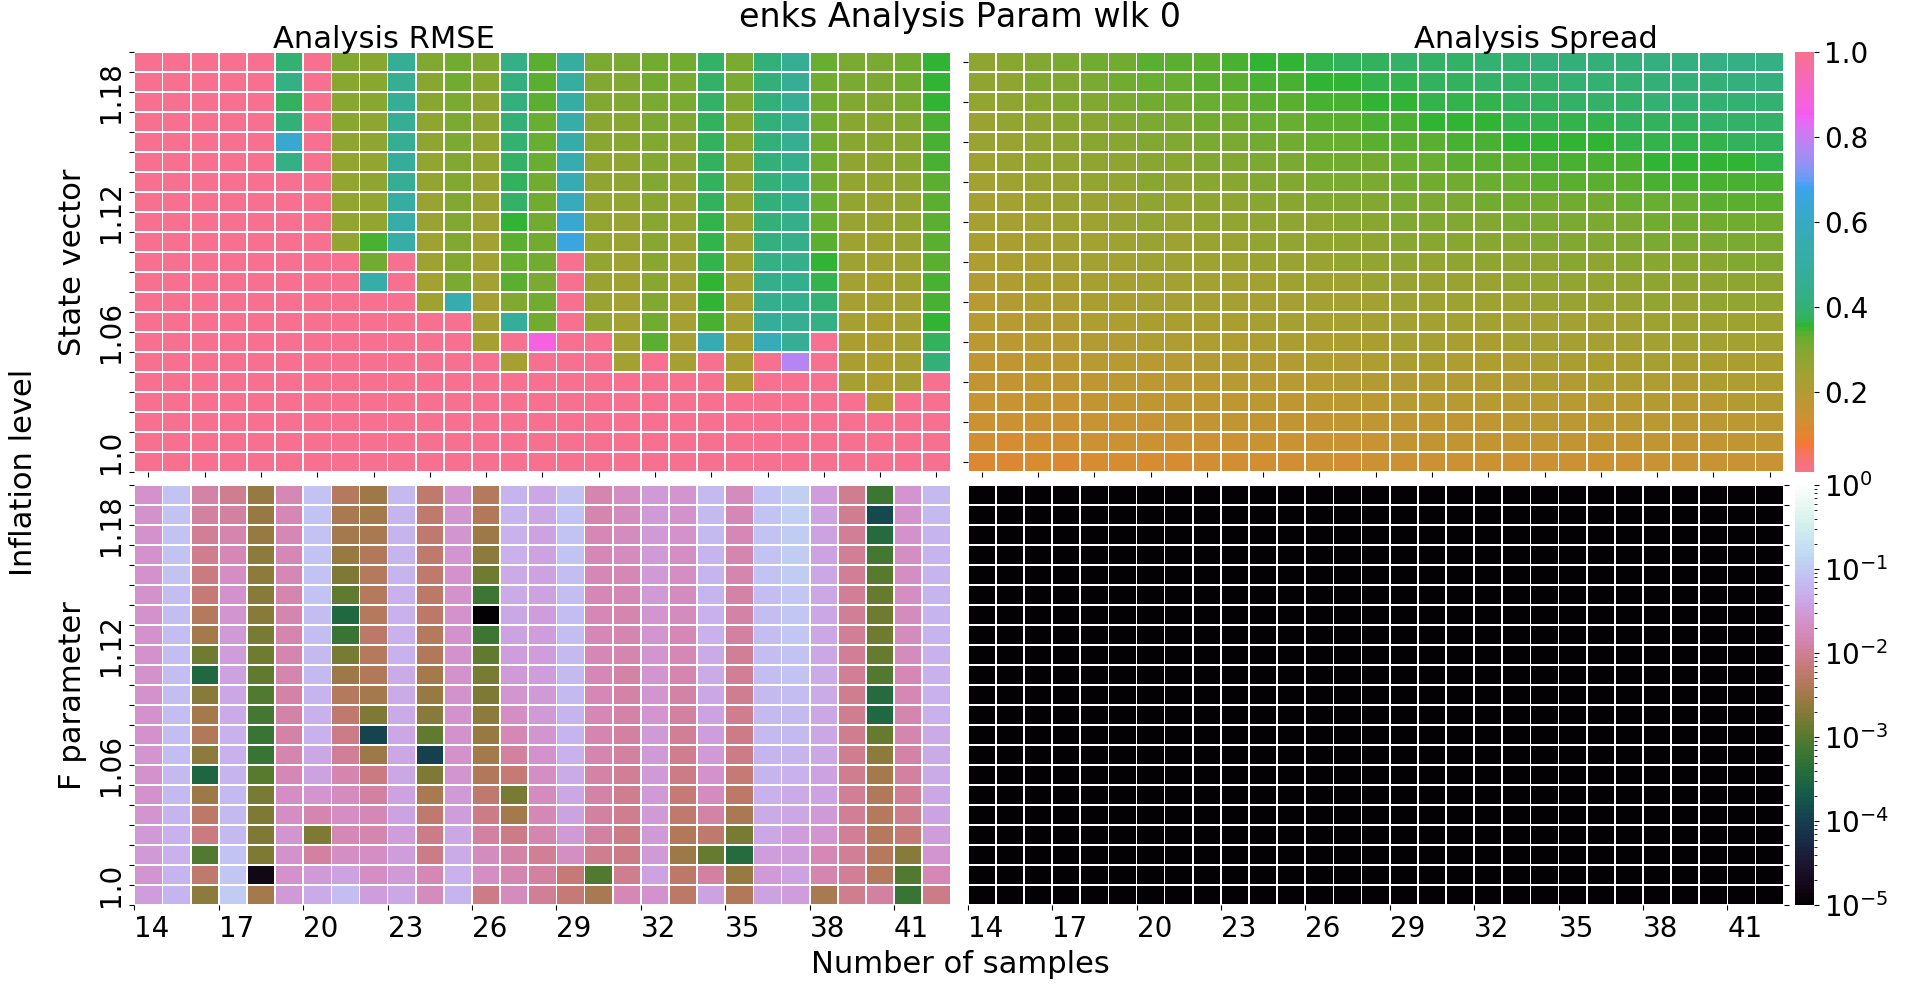 enks Analysis Param wlk 0
Analysis RMSE
Analysis Spread
State vector
1.18
1.12
1.06
1.0
1.0
0.8
0.6
0.4
0.2
Inflation level
F parameter
1.18
1.12
1.06
1.0
10⁰
10⁻¹
10⁻²
10⁻³
10⁻⁴
10⁻⁵
14 17 20 23 26 29 32 35 38 41
14 17 20 23 26 29 32 35 38 41
Number of samples